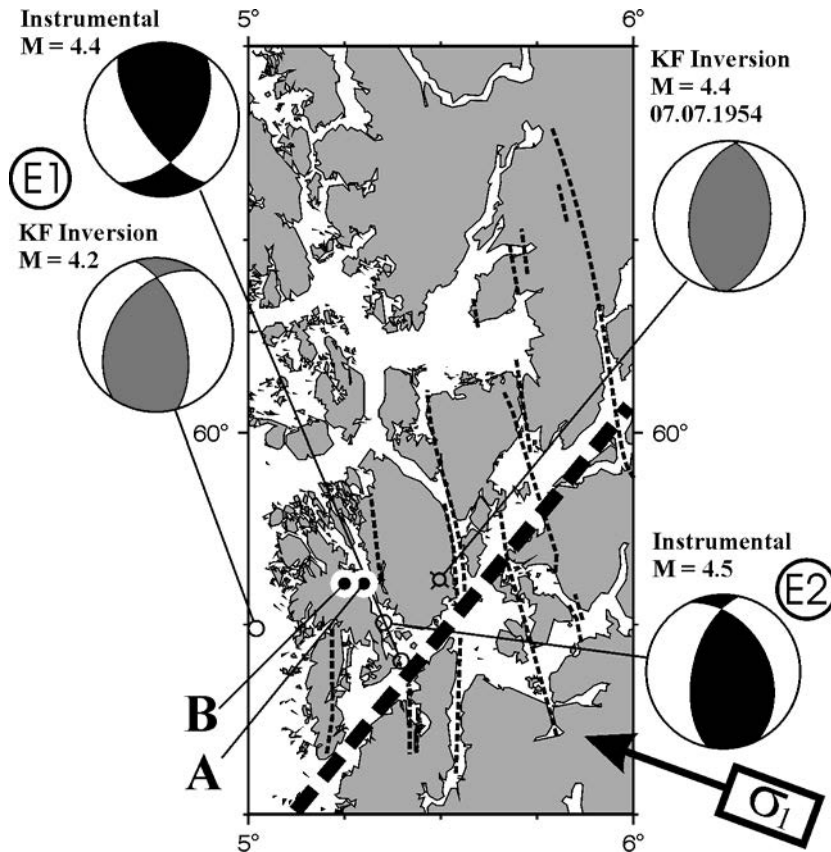 5°
6°
Instrumental
M = 4.4
E1
KF Inversion
M = 4.2
KF Inversion
M = 4.4
07.07.1954
60°
60°
Instrumental
M = 4.5
E2
B
A
σ1
5°
6°